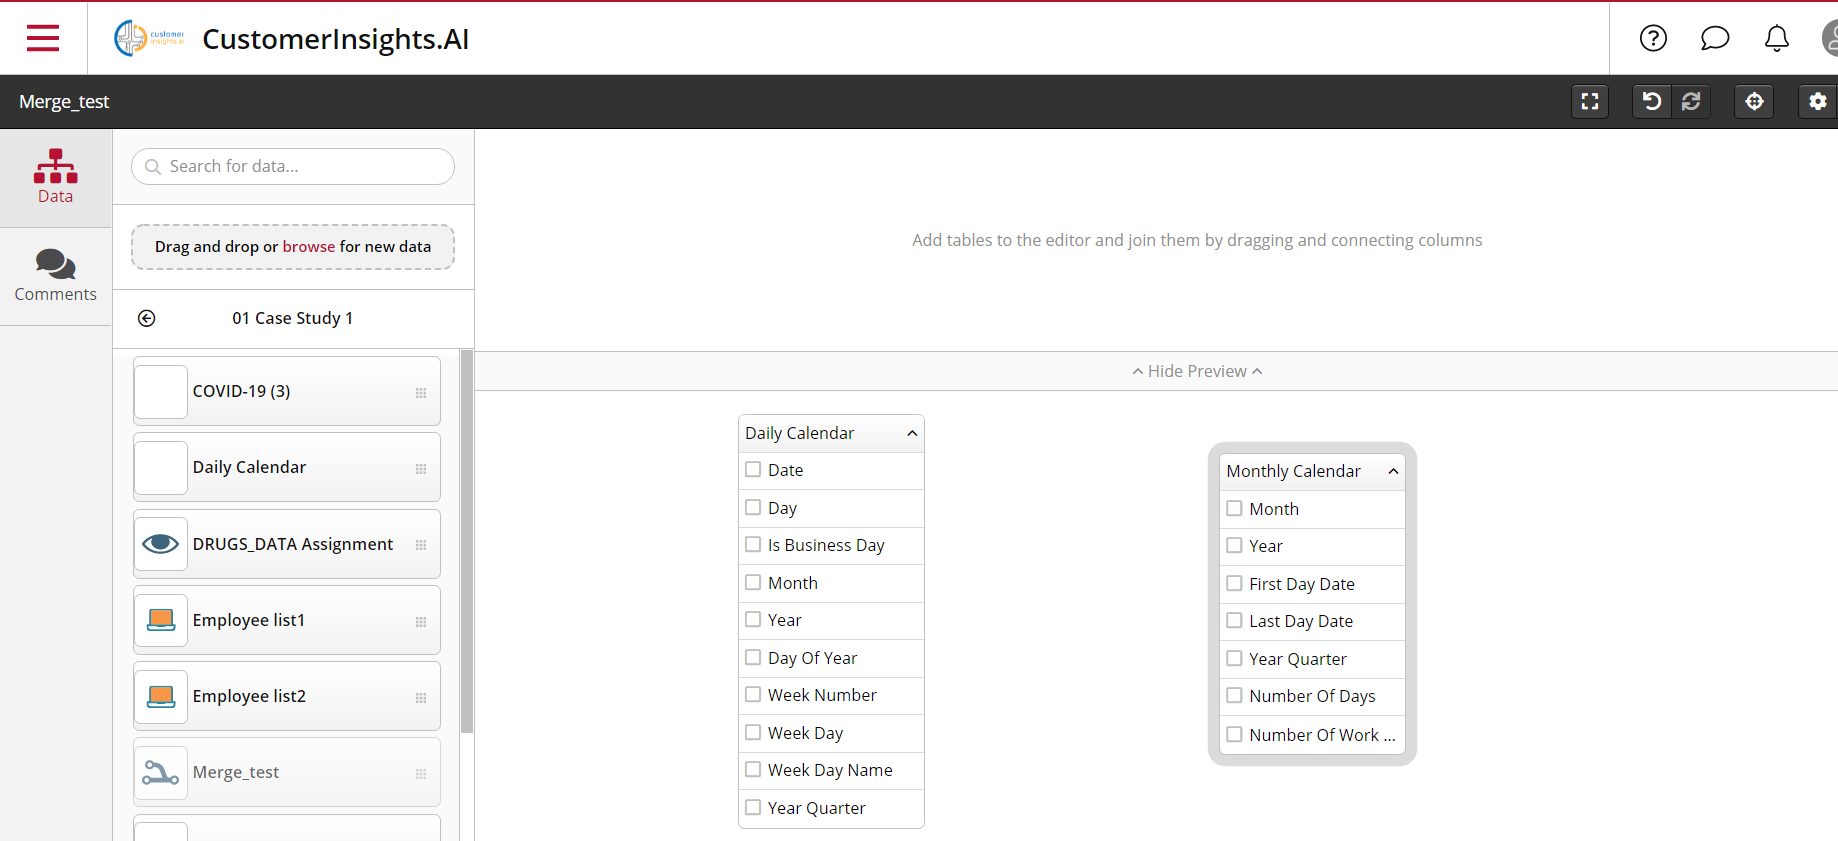 customer
insights.ai
CustomerInsights.AI
Merge_test
Data
Comments
Search for data...
Drag and drop or browse for new data
01 Case Study 1
COVID-19 (3)
Daily Calendar
DRUGS_DATA Assignment
Employee list1
Employee list2
Merge_test
Add tables to the editor and join them by dragging and connecting columns
Hide Preview
Daily Calendar
Date
Day
Is Business Day
Month
Year
Day Of Year
Week Number
Week Day
Week Day Name
Year Quarter
Monthly Calendar
Month
Year
First Day Date
Last Day Date
Year Quarter
Number Of Days
Number Of Work ...